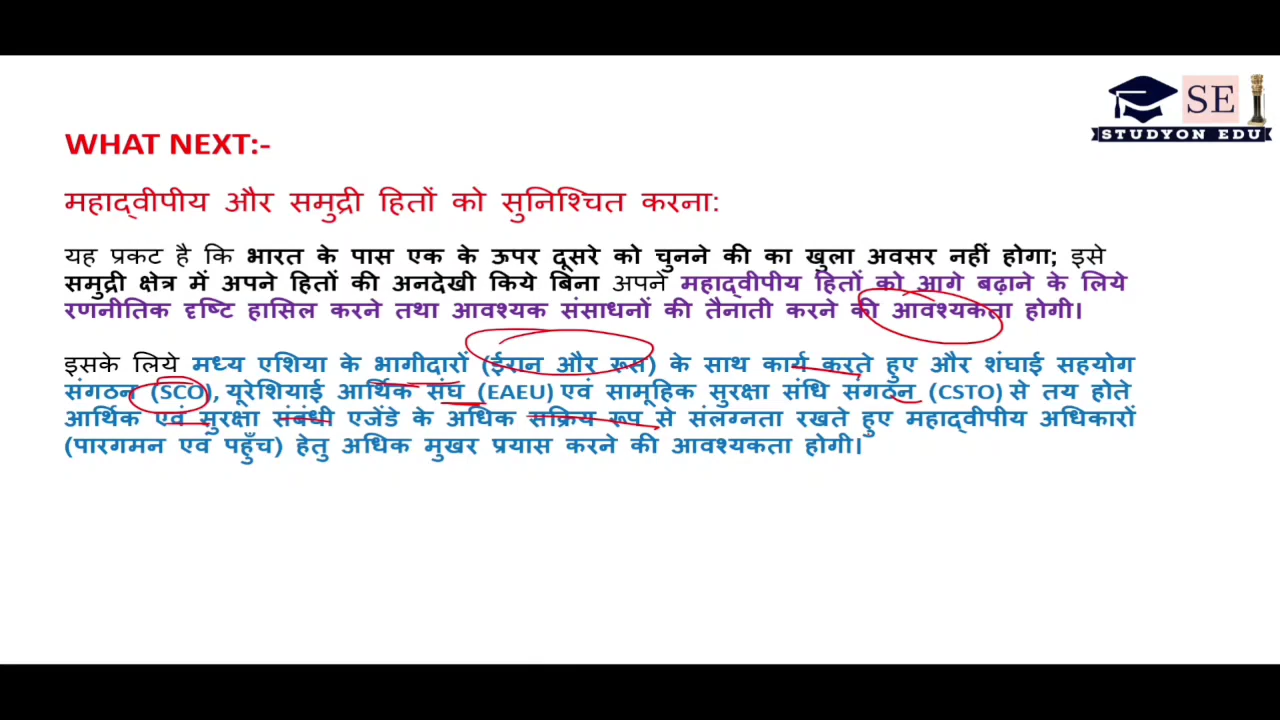 SE
STUDYON EDU
WHAT NEXT:-
महाद्वीपीय और समुद्री हितों को सुनिश्चित करना:
यह प्रकट है कि भारत के पास एक के ऊपर दूसरे को चुनने की का खुला अवसर नहीं होगा; इसे
समुद्री क्षेत्र में अपने हितों की अनदेखी किये बिना अपने महाद्वीपीय हितों को आगे बढ़ाने के लिये
रणनीतिक दृष्टि हासिल करने तथा आवश्यक संसाधनों की तैनाती करने की आवश्यकता होगी।
इसके लिये मध्य एशिया के भागीदारों (ईरान और रूस) के साथ कार्य करते हुए और शंघाई सहयोग
संगठन (SCO), यूरेशियाई आर्थिक संघ (EAEU) एवं सामूहिक सुरक्षा संधि संगठन (CSTO) से तय होते
आर्थिक एवं सुरक्षा संबंधी एजेंडे के अधिक सक्रिय रूप से संलग्नता रखते हुए महाद्वीपीय अधिकारों
(पारगमन एवं पहुँच) हेतु अधिक मुखर प्रयास करने की आवश्यकता होगी।